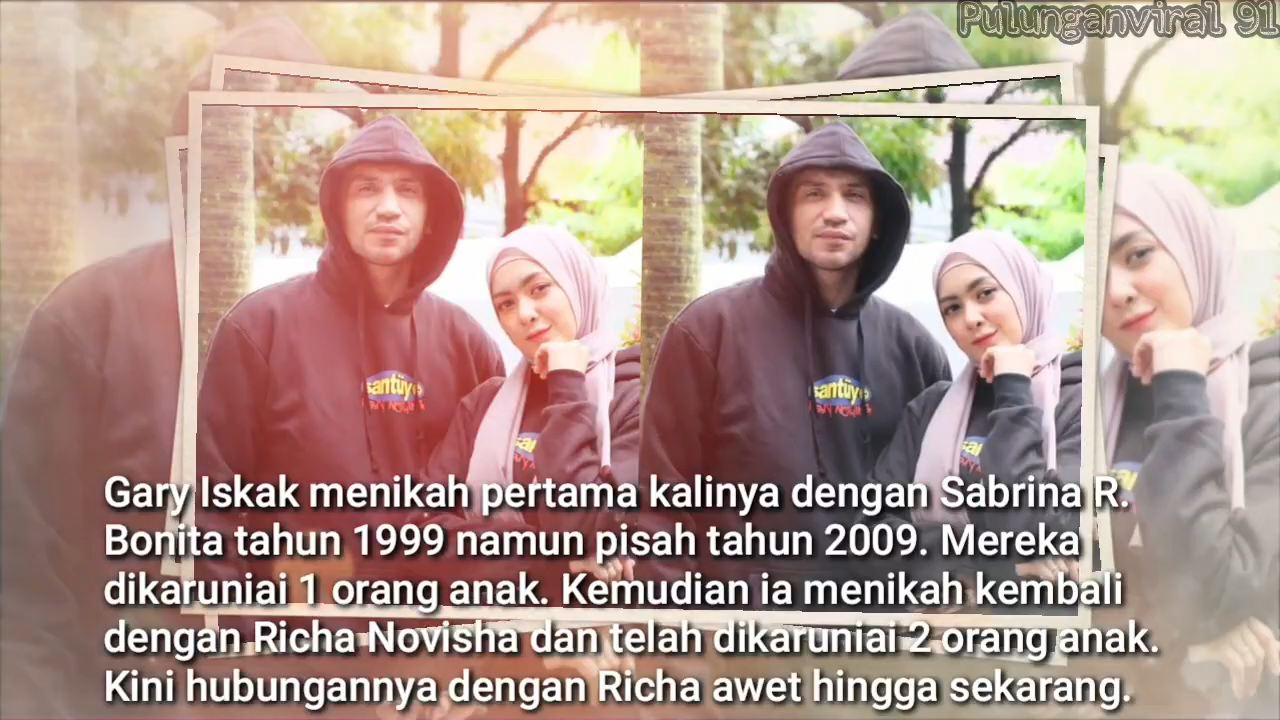 Pulunganviral 91
santuy
Gary Iskak menikah pertama kalinya dengan Sabrina R.
Bonita tahun 1999 namun pisah tahun 2009. Mereka
dikaruniai 1 orang anak. Kemudian ia menikah kembali
dengan Richa Novisha dan telah dikaruniai 2 orang anak.
Kini hubungannya dengan Richa awet hingga sekarang.